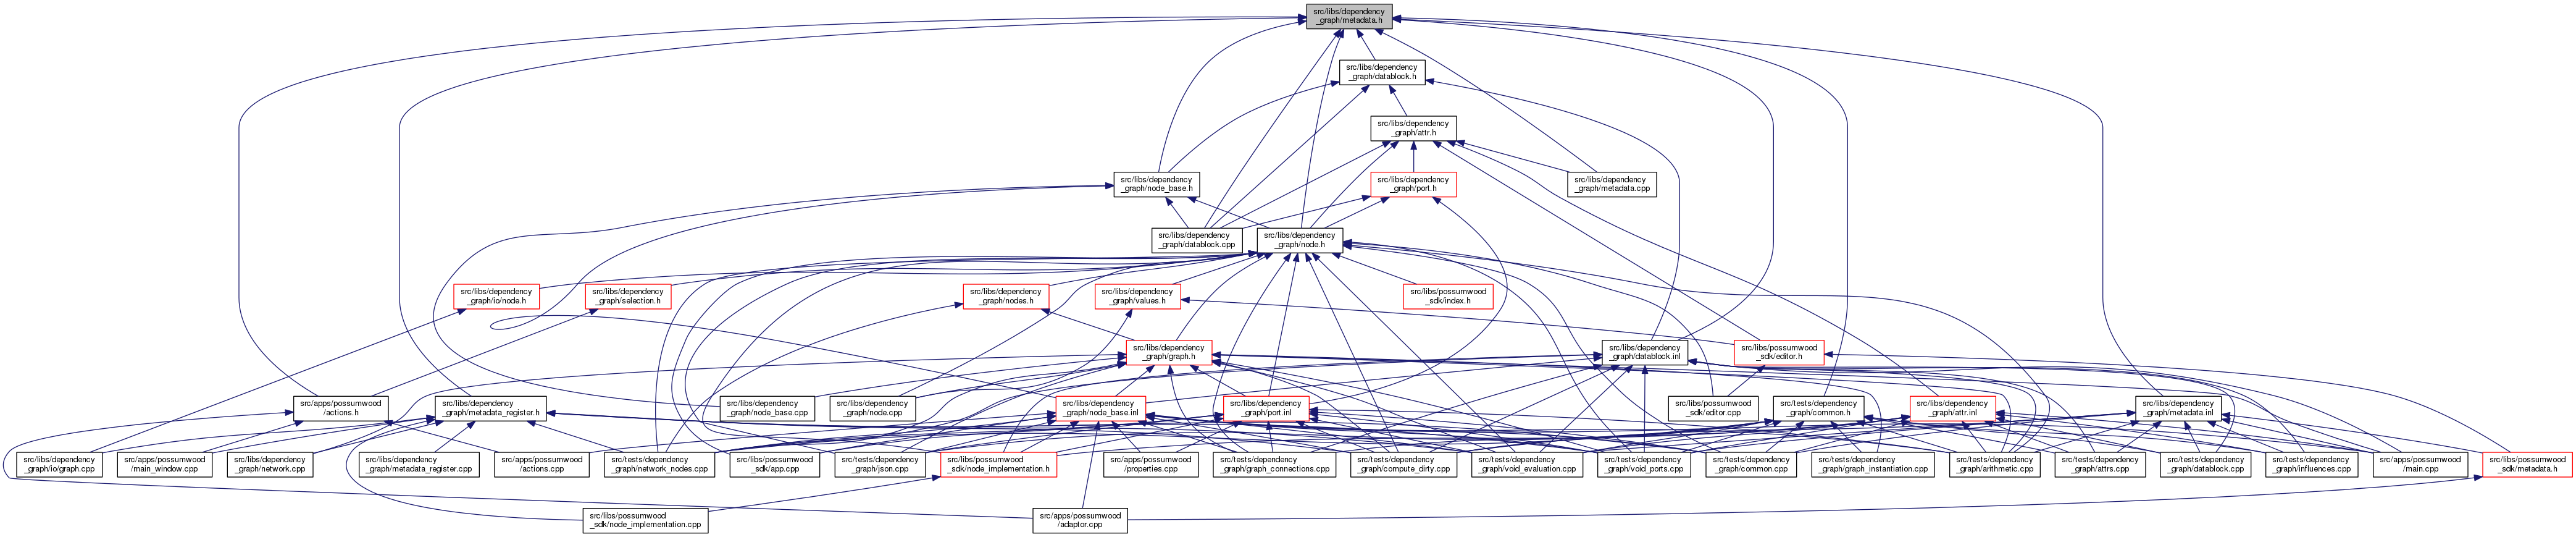 src/libs/dependency
_graph/metadata.h
src/libs/dependency
_graph/datablock.h
src/libs/dependency
_graph/attr.h
src/libs/dependency
_graph/node_base.h
src/libs/dependency
_graph/port.h
src/libs/dependency
_graph/metadata.cpp
src/libs/dependency
_graph/datablock.cpp
src/libs/dependency
_graph/node.h
src/libs/dependency
_graph/io/node.h
src/libs/dependency
_graph/selection.h
src/libs/dependency
_graph/nodes.h
src/libs/dependency
_graph/values.h
src/libs/possumwood
_sdk/index.h
src/libs/dependency
_graph/graph.h
src/libs/dependency
_graph/datablock.inl
src/libs/possumwood
_sdk/editor.h
src/apps/possumwood
/actions.h
src/libs/dependency
_graph/metadata_register.h
src/libs/dependency
_graph/node_base.cpp
src/libs/dependency
_graph/node.cpp
src/libs/dependency
_graph/node_base.inl
src/libs/dependency
_graph/port.inl
src/libs/possumwood
_sdk/editor.cpp
src/tests/dependency
_graph/common.h
src/libs/dependency
_graph/attr.inl
src/libs/dependency
_graph/metadata.inl
src/libs/dependency
_graph/io/graph.cpp
src/apps/possumwood
/main_window.cpp
src/libs/dependency
_graph/network.cpp
src/libs/dependency
_graph/metadata_register.cpp
src/apps/possumwood
/actions.cpp
src/tests/dependency
_graph/network_nodes.cpp
src/libs/possumwood
_sdk/app.cpp
src/tests/dependency
_graph/json.cpp
src/libs/possumwood
_sdk/node_implementation.h
src/apps/possumwood
/properties.cpp
src/tests/dependency
_graph/graph_connections.cpp
src/tests/dependency
_graph/compute_dirty.cpp
src/tests/dependency
_graph/void_evaluation.cpp
src/tests/dependency
_graph/void_ports.cpp
src/tests/dependency
_graph/common.cpp
src/tests/dependency
_graph/graph_instantiation.cpp
src/tests/dependency
_graph/arithmetic.cpp
src/tests/dependency
_graph/attrs.cpp
src/tests/dependency
_graph/datablock.cpp
src/tests/dependency
_graph/influences.cpp
src/apps/possumwood
/main.cpp
src/libs/possumwood
_sdk/metadata.h
src/libs/possumwood
_sdk/node_implementation.cpp
src/apps/possumwood
/adaptor.cpp